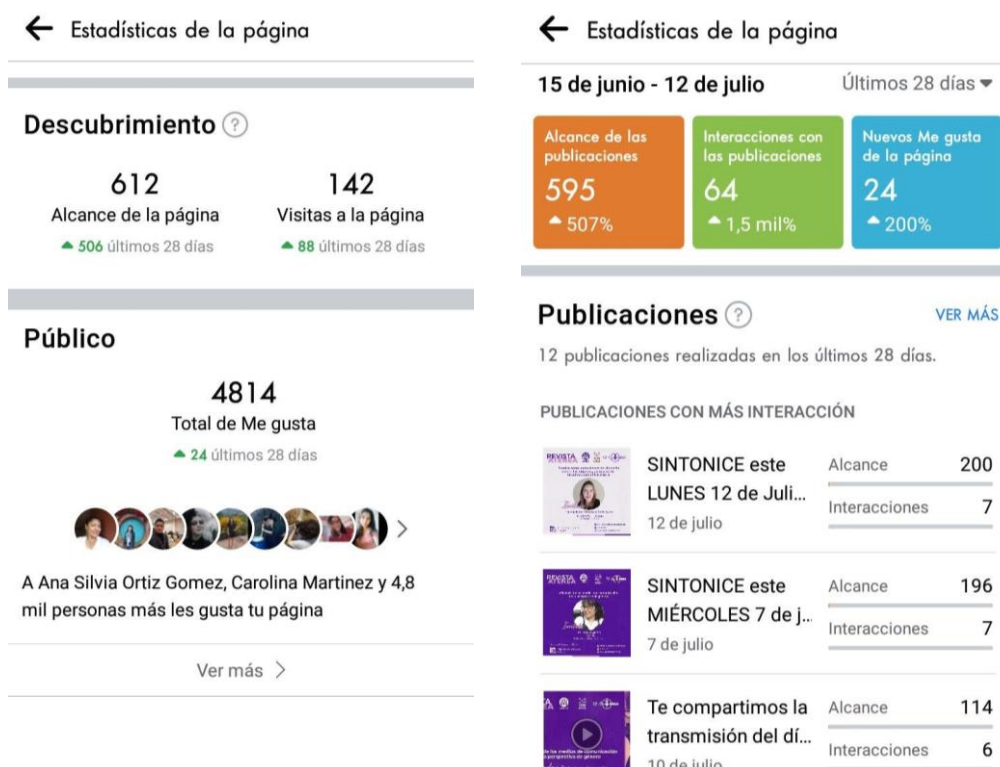 Estadísticas de la página
Descubrimiento
612
Alcance de la página
506 últimos 28 días
142
Visitas a la página
88 últimos 28 días
Público
4814
Total de Me gusta
24 últimos 28 días
A Ana Silvia Ortiz Gomez, Carolina Martinez y 4,8
mil personas más les gusta tu página
Ver más
Estadísticas de la página
15 de junio - 12 de julio
Últimos 28 días
Alcance de las
publicaciones
595
507%
Interacciones con
las publicaciones
64
1,5 mil%
Nuevos Me gusta
de la página
24
200%
Publicaciones
VER MÁS
12 publicaciones realizadas en los últimos 28 días.
PUBLICACIONES CON MÁS INTERACCIÓN
REVISTA
SINTONICE este
LUNES 12 de Juli...
12 de julio
Alcance 200
Interacciones 7
REVISTA
SINTONICE este
MIÉRCOLES 7 de j...
7 de julio
Alcance 196
Interacciones 7
Te compartimos la
transmisión del dí...
10 de julio
Alcance 114
Interacciones 6